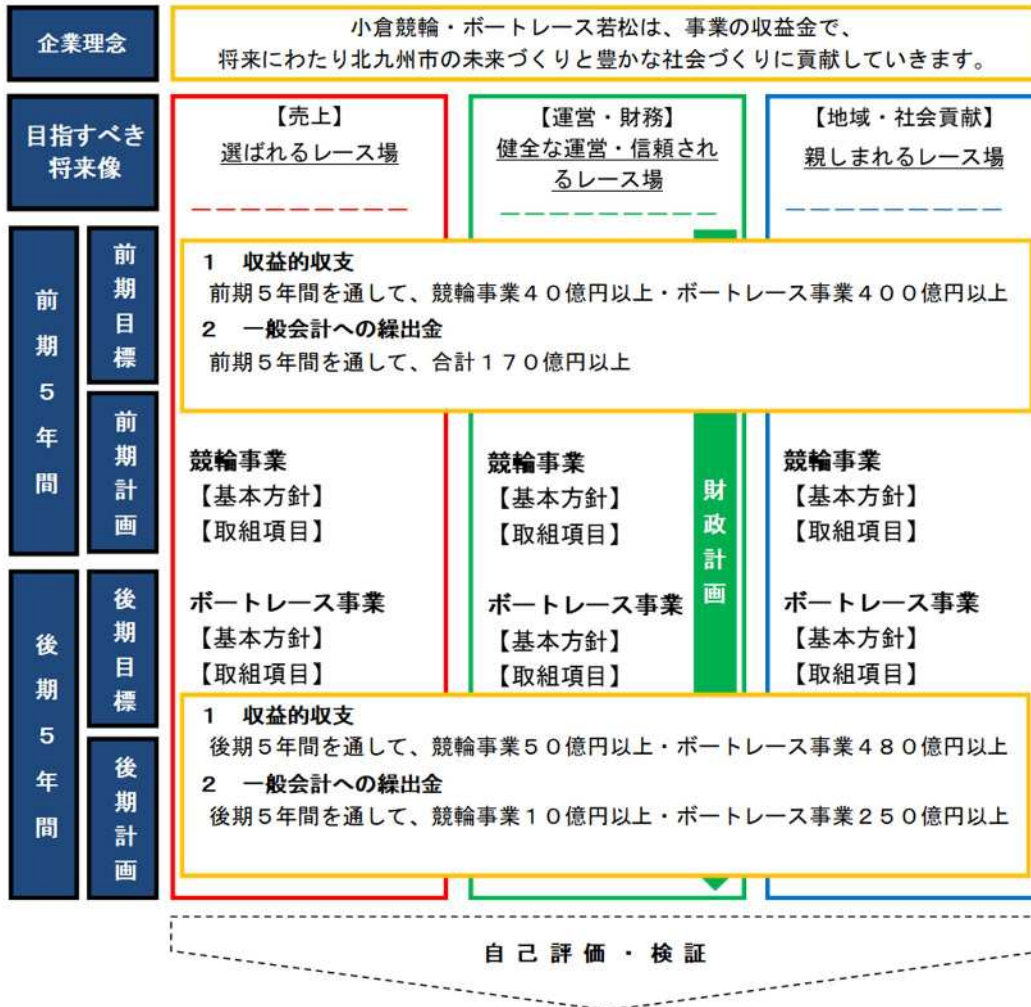 企業理念
小倉競輪・ボートレース若松は、事業の収益金で、
将来にわたり北九州市の未来づくりと豊かな社会づくりに貢献していきます。
目指すべき
将来像
【売上】
選ばれるレース場
【運営・財務】
健全な運営・信頼され
るレース場
【地域・社会貢献】
親しまれるレース場
前期5年間
前期目標
1 収益的収支
前期5年間を通して、競輪事業40億円以上・ボートレース事業400億円以上
2 一般会計への繰出金
前期5年間を通して、合計170億円以上
前期計画
競輪事業
【基本方針】
【取組項目】
ボートレース事業
【基本方針】
【取組項目】
競輪事業
【基本方針】
【取組項目】
ボートレース事業
【基本方針】
【取組項目】
財政計画
競輪事業
【基本方針】
【取組項目】
ボートレース事業
【基本方針】
【取組項目】
後期5年間
後期目標
1 収益的収支
後期5年間を通して、競輪事業50億円以上・ボートレース事業480億円以上
2 一般会計への繰出金
後期5年間を通して、競輪事業10億円以上・ボートレース事業250億円以上
後期計画
自己評価・検証